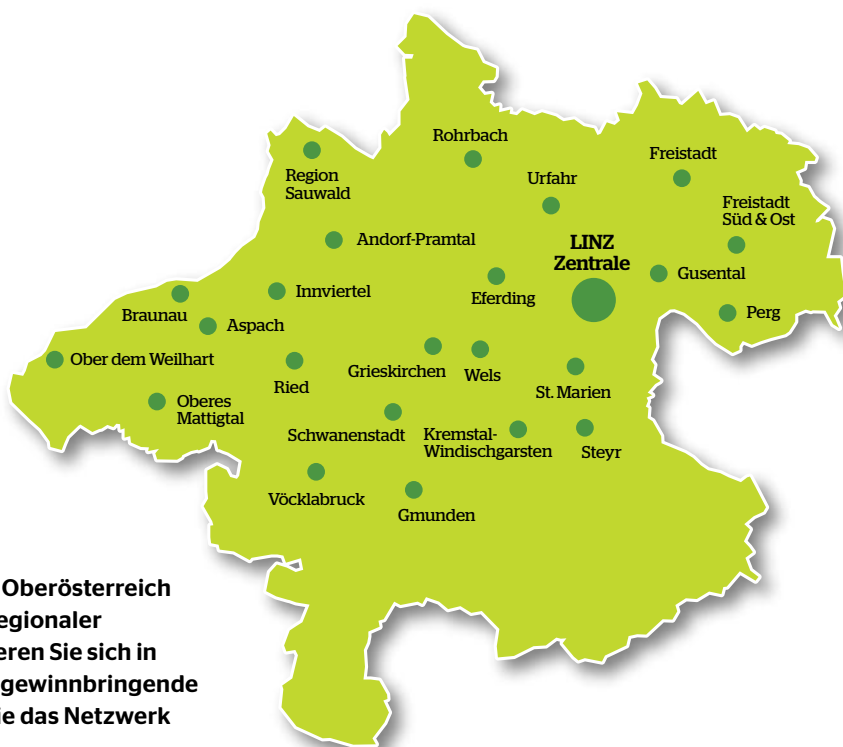 Rohrbach
Freistadt
Region
Sauwald
Urfahr
Freistadt
Süd & Ost
Andorf-Pramtal
LINZ
Zentrale
Gusental
Innviertel
Eferding
Braunau
Aspach
Perg
Ober dem Weilhart
Ried
Grieskirchen
Wels
St. Marien
Oberes
Mattigtal
Schwanenstadt
Kremstal-
Windischgarsten
Steyr
Vöcklabruck
Gmunden
Oberösterreich
egionaler
eren Sie sich in
gewinnbringende
ie das Netzwerk